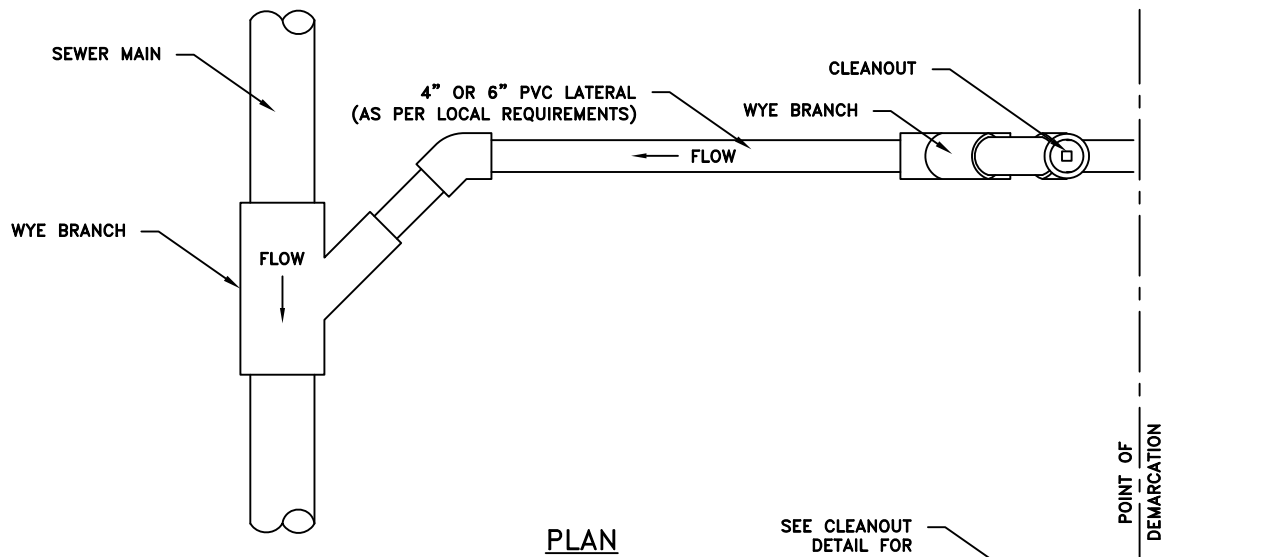 SEWER MAIN
CLEANOUT
4” OR 6” PVC LATERAL
(AS PER LOCAL REQUIREMENTS)
WYE BRANCH
FLOW
WYE BRANCH
FLOW
POINT OF
DEMARCATION
PLAN
SEE CLEANOUT
DETAIL FOR